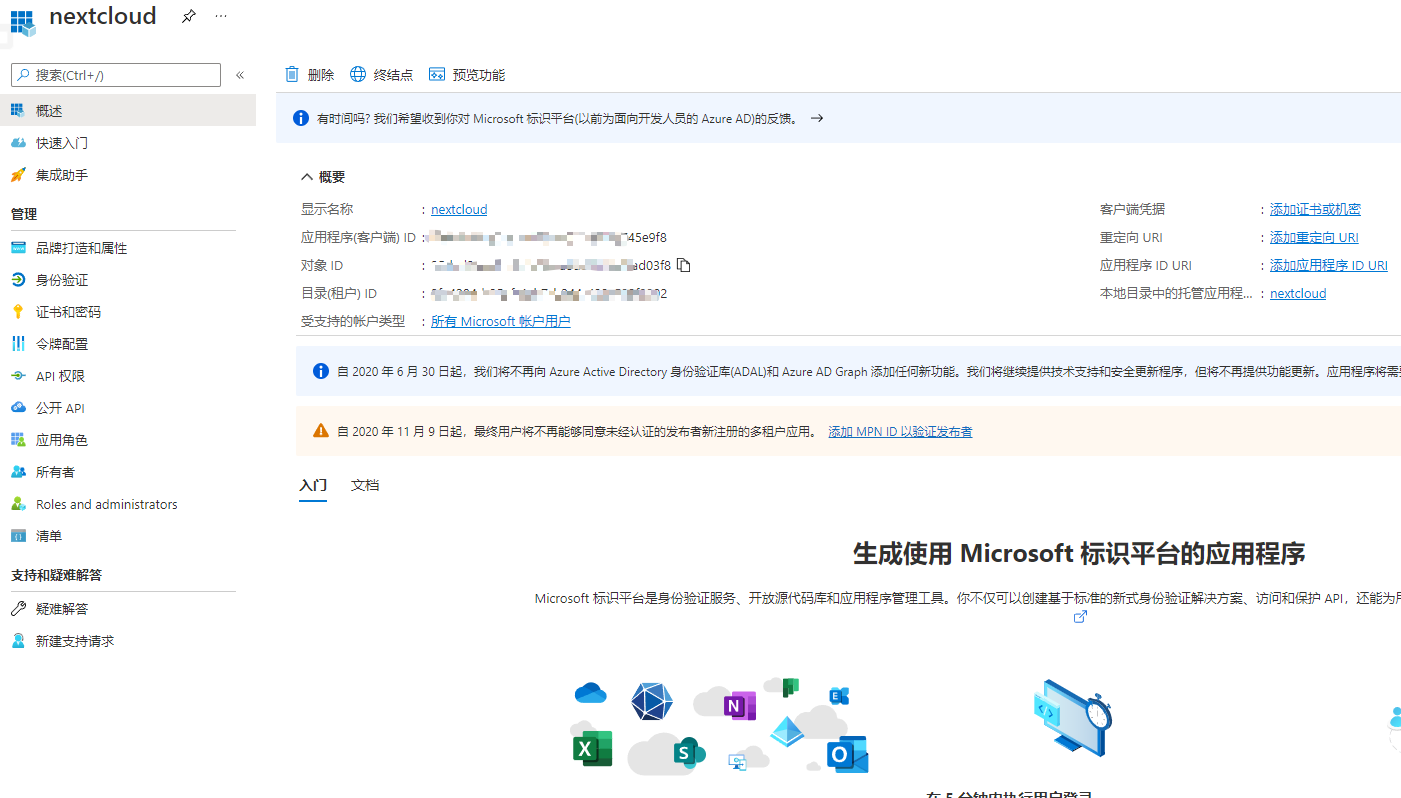 nextcloud
搜索(Ctrl+/)
«
删除
终结点
预览功能
概述
快速入门
集成助手
管理
品牌打造和属性
身份验证
证书和密码
令牌配置
API 权限
公开 API
应用角色
所有者
Roles and administrators
清单
支持和疑难解答
疑难解答
新建支持请求
有时间吗? 我们希望收到你对 Microsoft 标识平台(以前为面向开发人员的 Azure AD)的反馈。 →
概要
显示名称 : nextcloud
应用程序(客户端) ID : 45e9f8
对象 ID : ad03f8
目录(租户) ID :
受支持的帐户类型 : 所有 Microsoft 帐户用户
客户端凭据 : 添加证书或机密
重定向 URI : 添加重定向 URI
应用程序 ID URI : 添加应用程序 ID URI
本地目录中的托管应用程... : nextcloud
自 2020 年 6 月 30 日起，我们将不再向 Azure Active Directory 身份验证库(ADAL)和 Azure AD Graph 添加任何新功能。我们将继续提供技术支持和安全更新程序，但将不再提供功能更新。应用程序将需
自 2020 年 11 月 9 日起，最终用户将不再能够同意未经认证的发布者新注册的多租户应用。 添加 MPN ID 以验证发布者
入门
文档
生成使用 Microsoft 标识平台的应用程序
Microsoft 标识平台是身份验证服务、开放源代码库和应用程序管理工具。你不仅可以创建基于标准的新式身份验证解决方案、访问和保护 API，还能为
N
E
X
S
O
在 5 分钟内执行用户登录